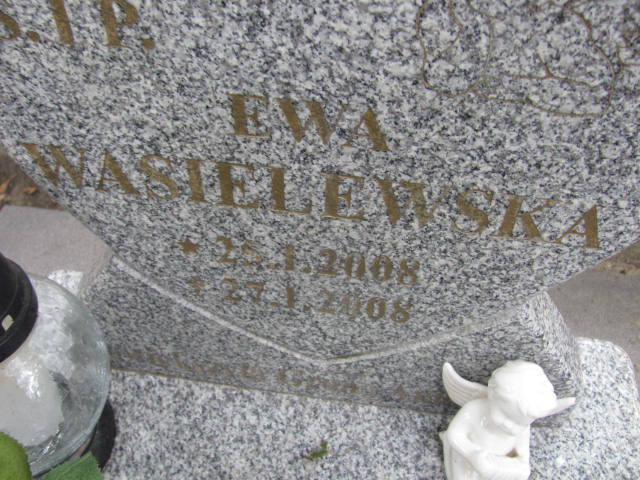 Ś.†P.
EWA
WASIELEWSKA
★ 25.1.2008
† 27.1.2008